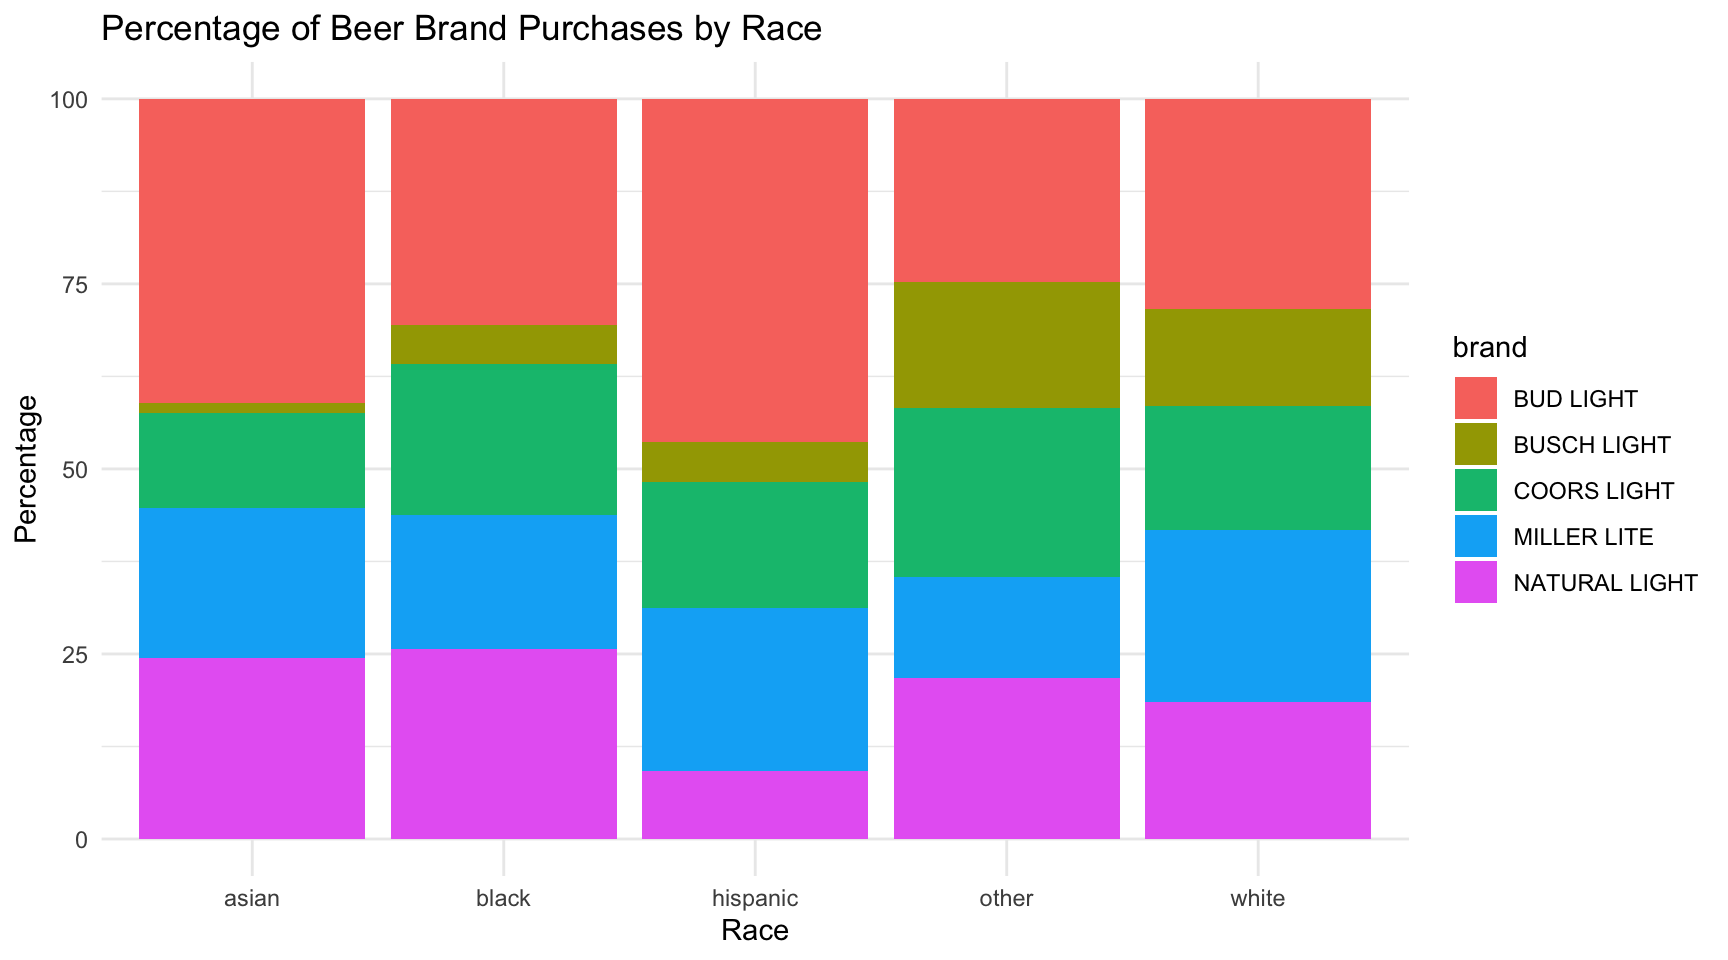 Percentage of Beer Brand Purchases by Race
100
75
50
25
0
Percentage
asian
black
hispanic
other
white
Race
brand
BUD LIGHT
BUSCH LIGHT
COORS LIGHT
MILLER LITE
NATURAL LIGHT